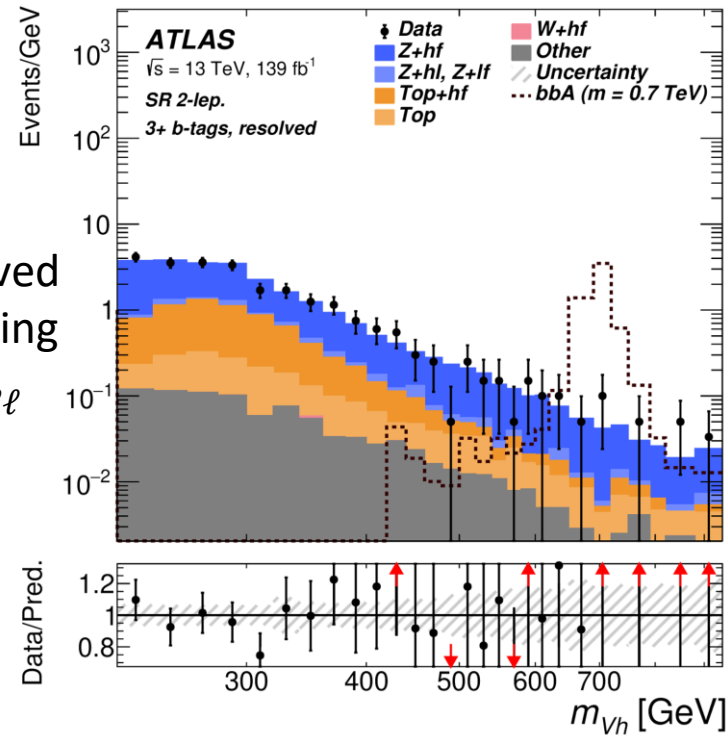 ATLAS
√s = 13 TeV, 139 fb⁻¹
SR 2-lep.
3+ b-tags, resolved
Data
Z+hf
Z+hl, Z+lf
Top+hf
Top
W+hf
Other
Uncertainty
bbA (m = 0.7 TeV)
Events/GeV
10³
10²
10
1
10⁻¹
10⁻²
ved
ing
ℓ
Data/Pred.
1.2
1
0.8
300
400
500
600
700
m_Vh [GeV]